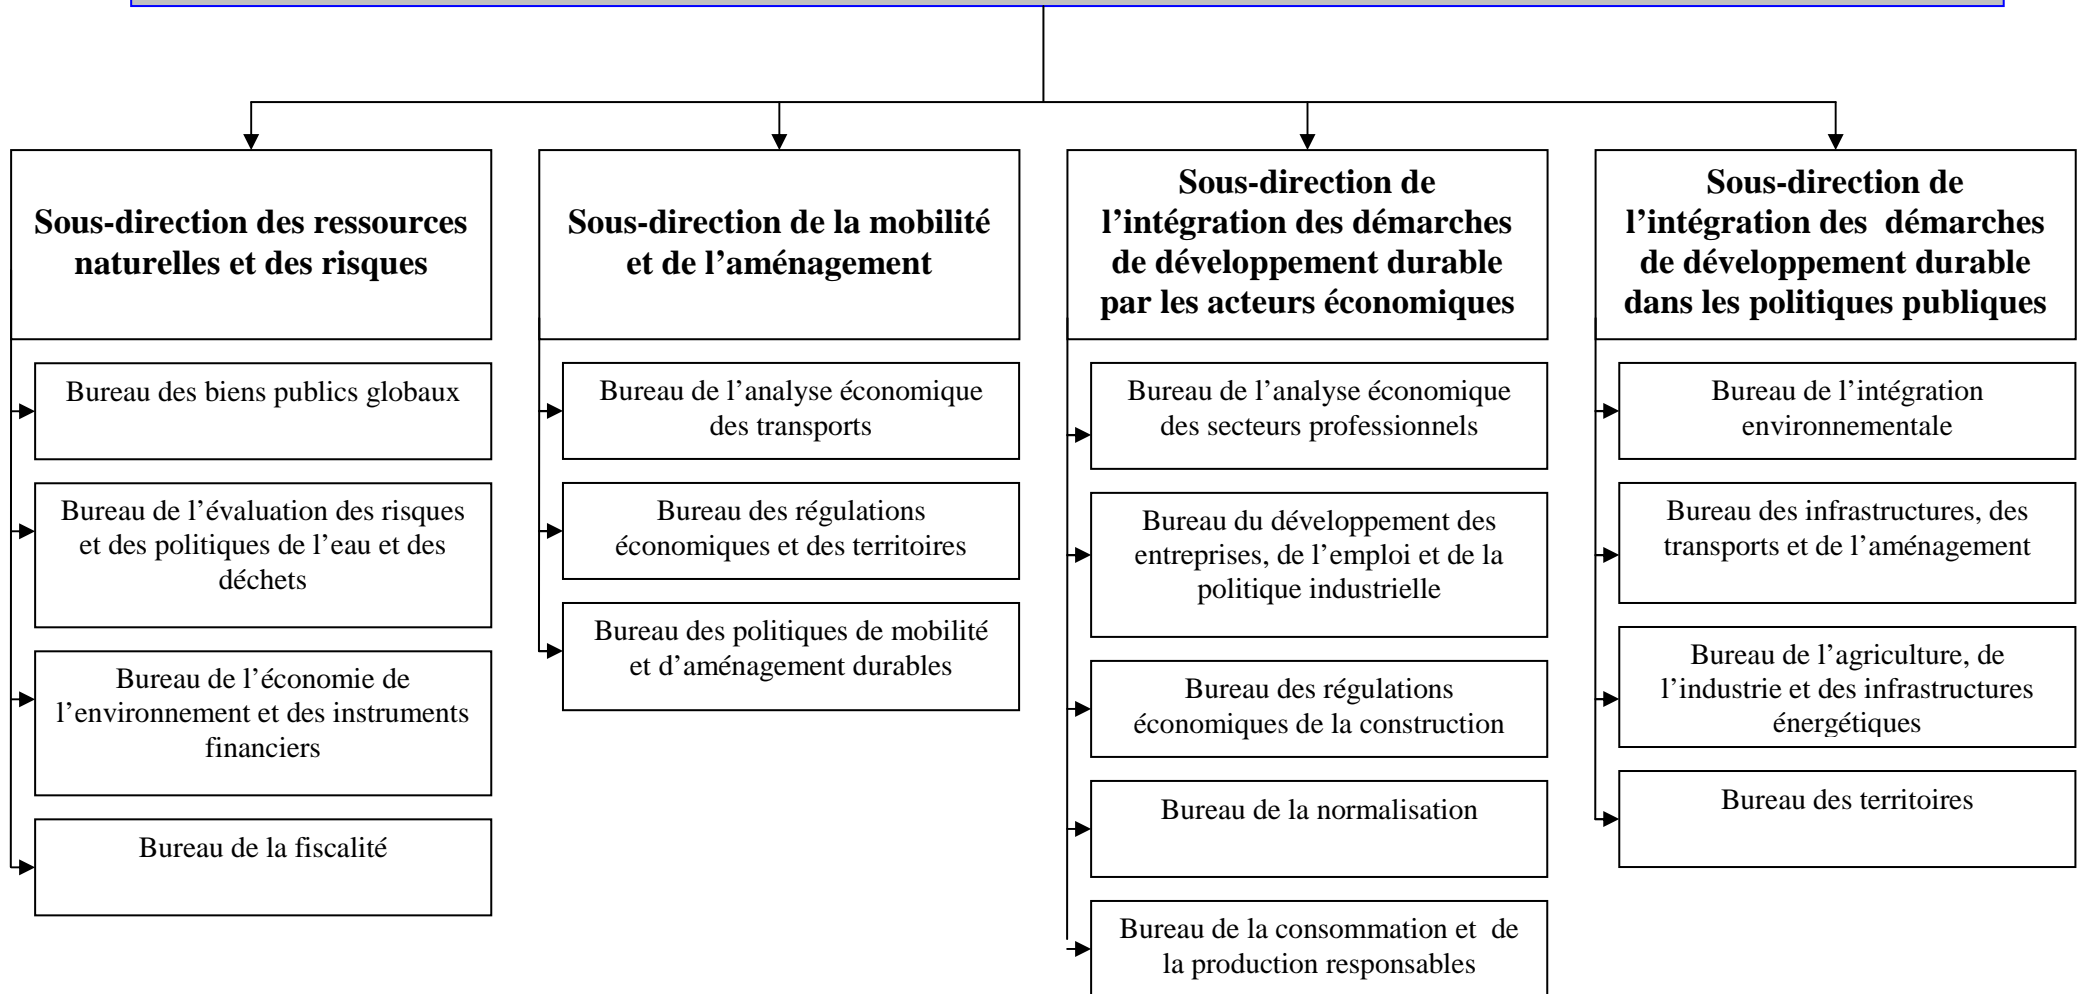 Sous-direction des ressources
naturelles et des risques
Bureau des biens publics globaux
Bureau de l’évaluation des risques
et des politiques de l’eau et des
déchets
Bureau de l’économie de
l’environnement et des instruments
financiers
Bureau de la fiscalité
Sous-direction de la mobilité
et de l’aménagement
Bureau de l’analyse économique
des transports
Bureau des régulations
économiques et des territoires
Bureau des politiques de mobilité
et d’aménagement durables
Sous-direction de
l’intégration des démarches
de développement durable
par les acteurs économiques
Bureau de l’analyse économique
des secteurs professionnels
Bureau du développement des
entreprises, de l’emploi et de la
politique industrielle
Bureau des régulations
économiques de la construction
Bureau de la normalisation
Bureau de la consommation et de
la production responsables
Sous-direction de
l’intégration des démarches
de développement durable
dans les politiques publiques
Bureau de l’intégration
environnementale
Bureau des infrastructures, des
transports et de l’aménagement
Bureau de l’agriculture, de
l’industrie et des infrastructures
énergétiques
Bureau des territoires